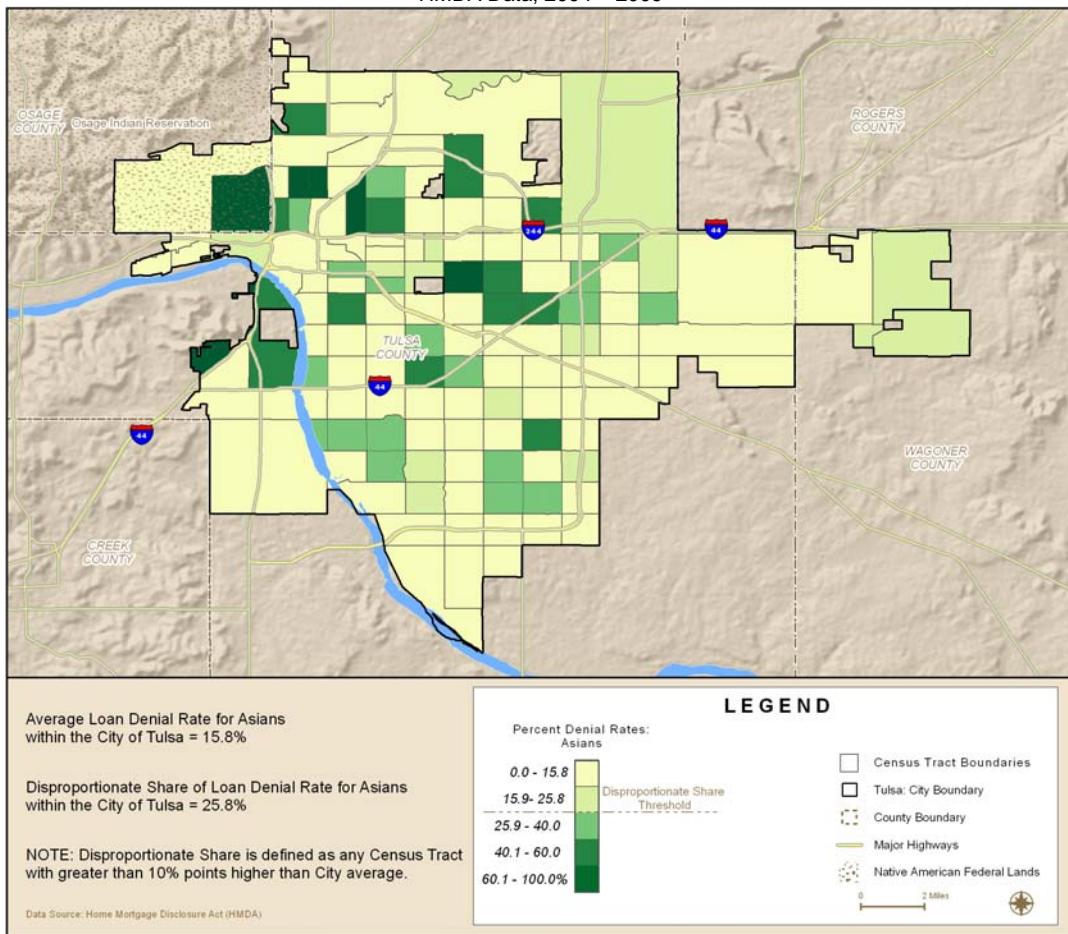 OSAGE
COUNTY
Osage Indian Reservation
ROGERS
COUNTY
244
44
TULSA
COUNTY
44
44
WAGONER
COUNTY
CREEK
COUNTY
Average Loan Denial Rate for Asians
within the City of Tulsa = 15.8%
Disproportionate Share of Loan Denial Rate for Asians
within the City of Tulsa = 25.8%
NOTE: Disproportionate Share is defined as any Census Tract
with greater than 10% points higher than City average.
Data Source: Home Mortgage Disclosure Act (HMDA)
LEGEND
Percent Denial Rates:
Asians
0.0 - 15.8
15.9- 25.8
Disproportionate Share
Threshold
25.9 - 40.0
40.1 - 60.0
60.1 - 100.0%
Census Tract Boundaries
Tulsa: City Boundary
County Boundary
Major Highways
Native American Federal Lands
0 2 Miles